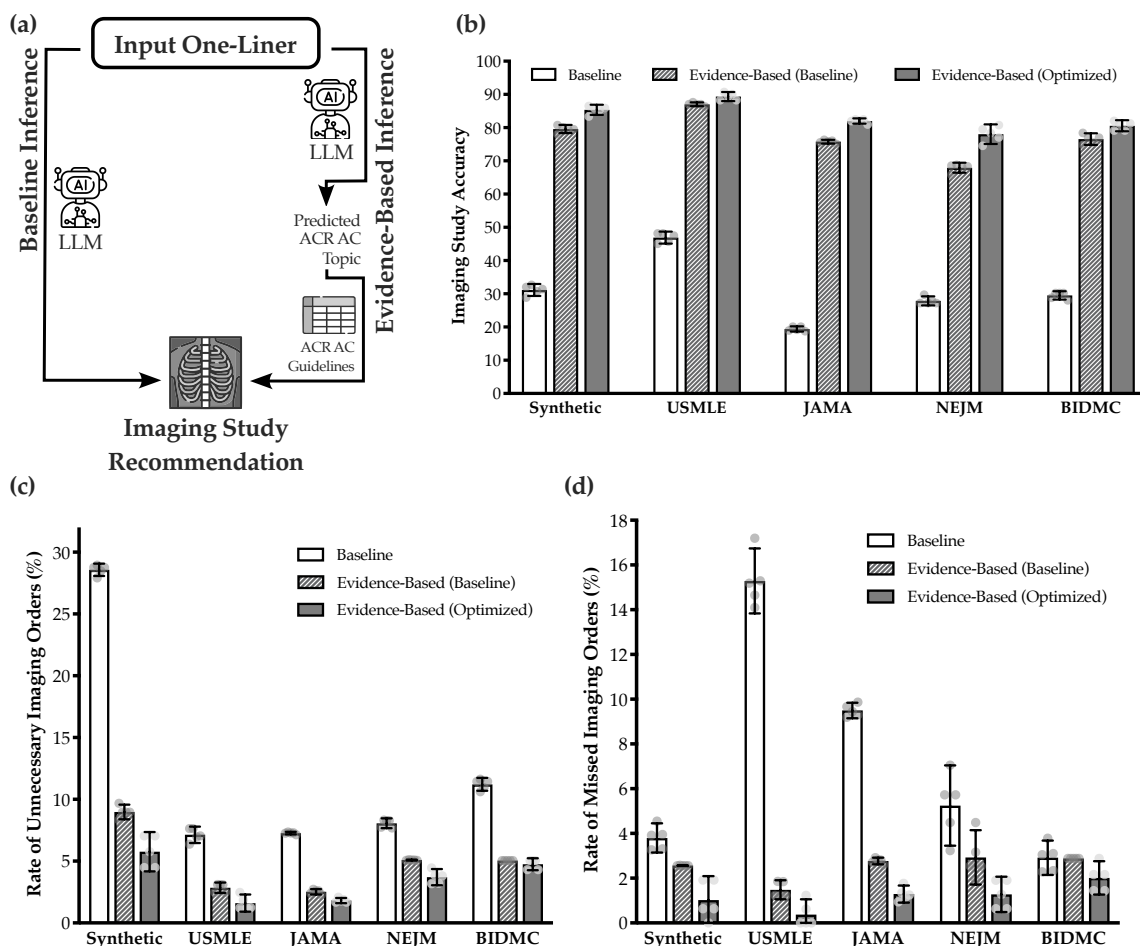 (a)
Input One-Liner
Baseline Inference
AI
LLM
AI
LLM
Evidence-Based Inference
Predicted
ACR AC
Topic
ACR AC
Guidelines
Imaging Study
Recommendation
(b)
Baseline
Evidence-Based (Baseline)
Evidence-Based (Optimized)
Imaging Study Accuracy
100
90
80
70
60
50
40
30
20
10
0
Synthetic
USMLE
JAMA
NEJM
BIDMC
(c)
Baseline
Evidence-Based (Baseline)
Evidence-Based (Optimized)
Rate of Unnecessary Imaging Orders (%)
30
25
20
15
10
5
0
Synthetic
USMLE
JAMA
NEJM
BIDMC
(d)
Baseline
Evidence-Based (Baseline)
Evidence-Based (Optimized)
Rate of Missed Imaging Orders (%)
18
16
14
12
10
8
6
4
2
0
Synthetic
USMLE
JAMA
NEJM
BIDMC